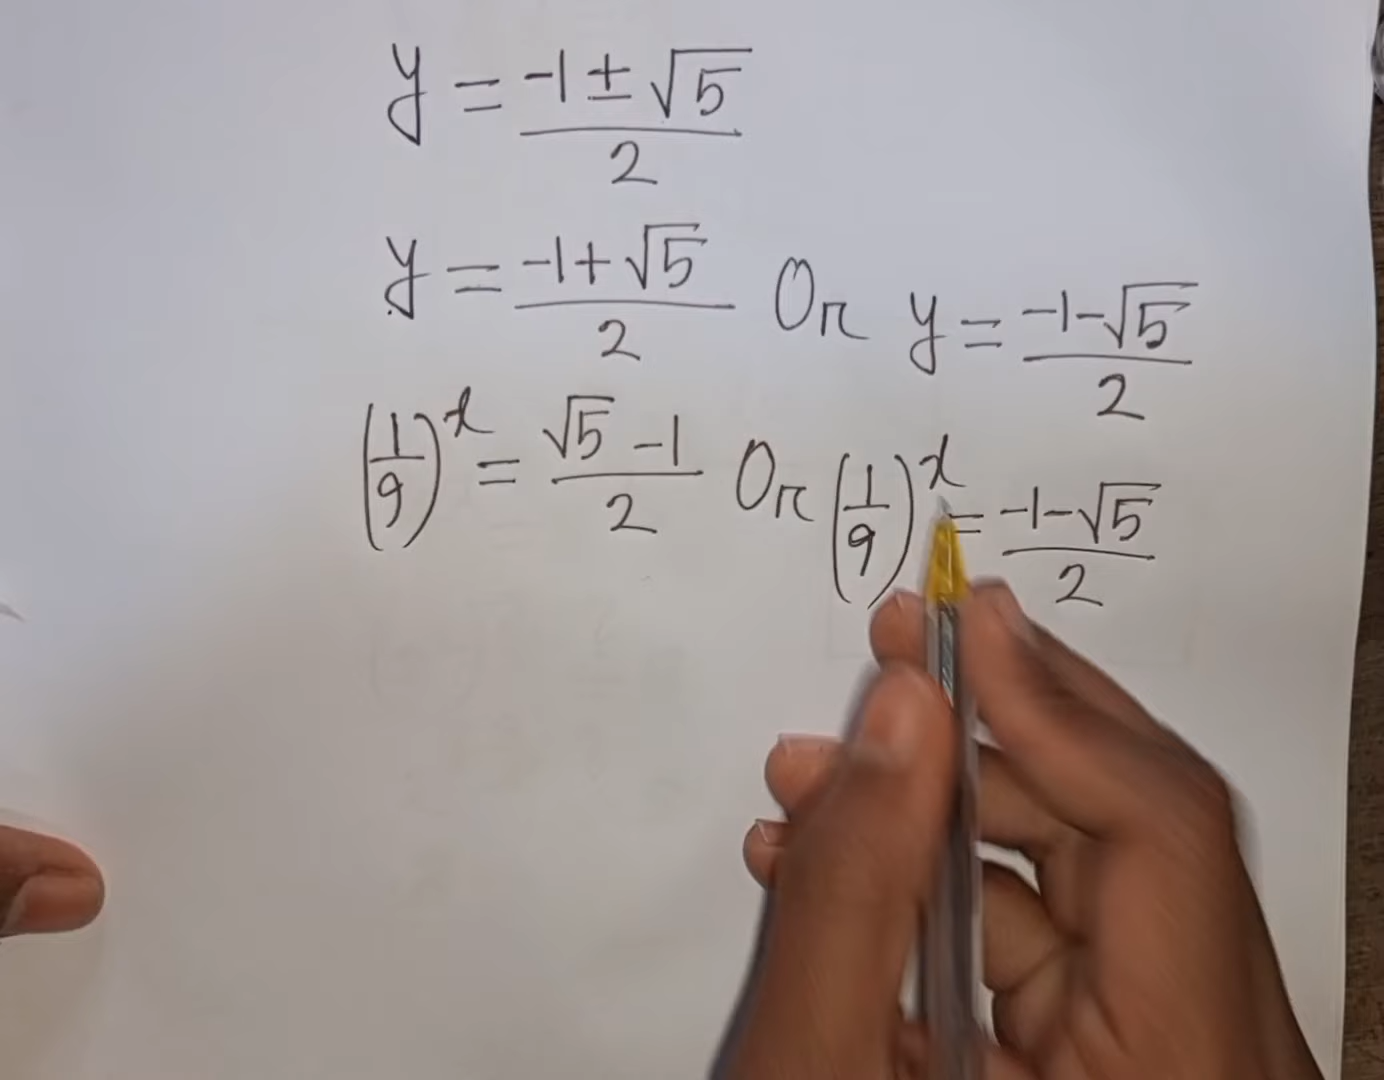 y = (-1 ± √5)/2
y = (-1 + √5)/2 Or y = (-1 - √5)/2
(1/9)^x = (√5 - 1)/2 Or (1/9)^x = (-1 - √5)/2